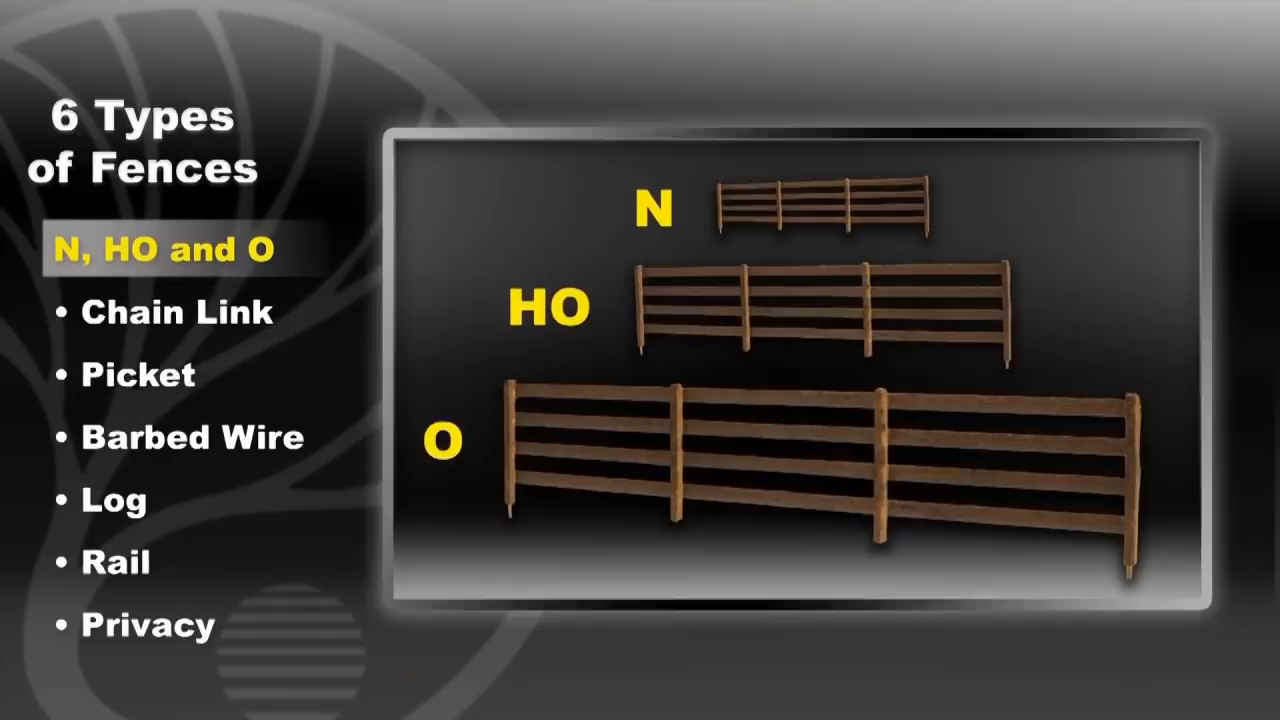 6 Types
of Fences
N, HO and O
• Chain Link
• Picket
• Barbed Wire
• Log
• Rail
• Privacy
N
HO
O